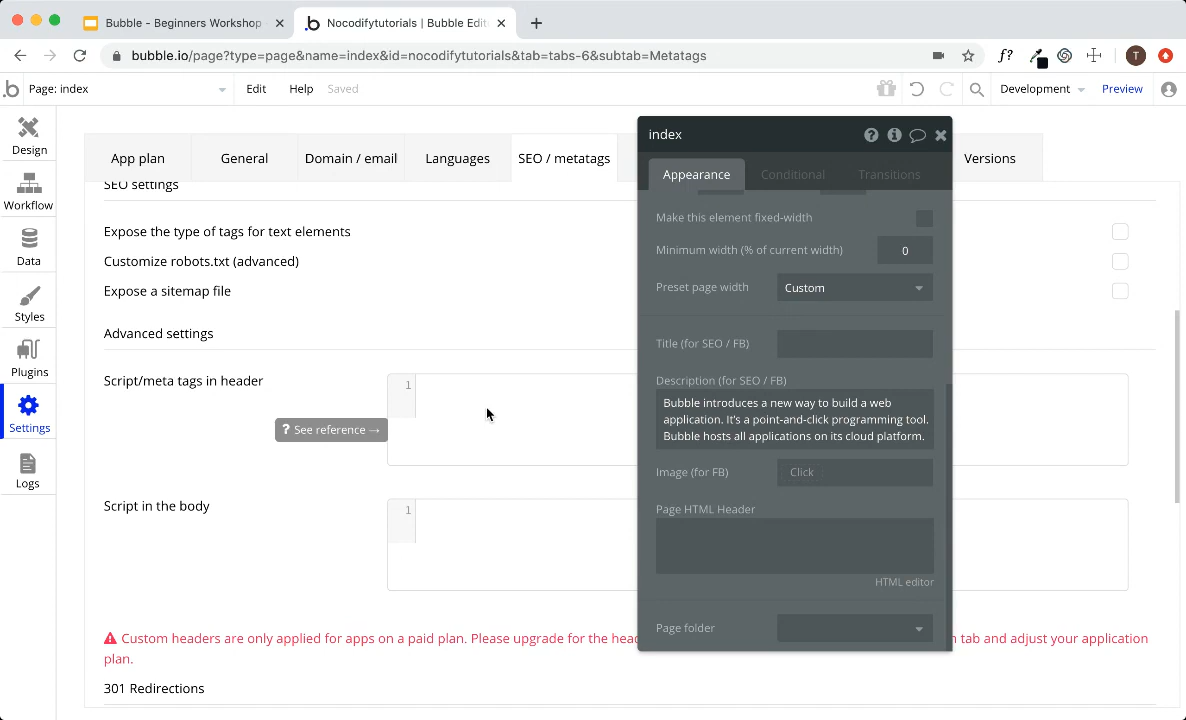 Bubble - Beginners Workshop
Nocodifytutorials | Bubble Edit
bubble.io/page?type=page&name=index&id=nocodifytutorials&tab=tabs-6&subtab=Metatags
f?
T
b
Page: index
Edit
Help
Saved
Development
Preview
Design
Workflow
Data
Styles
Plugins
Settings
Logs
App plan
General
Domain / email
Languages
SEO / metatags
Versions
SEO settings
Expose the type of tags for text elements
Customize robots.txt (advanced)
Expose a sitemap file
Advanced settings
Script/meta tags in header
1
? See reference →
Script in the body
1
Custom headers are only applied for apps on a paid plan. Please upgrade for the hea
n tab and adjust your application
plan.
301 Redirections
index
Appearance
Conditional
Transitions
Make this element fixed-width
Minimum width (% of current width)
0
Preset page width
Custom
Title (for SEO / FB)
Description (for SEO / FB)
Bubble introduces a new way to build a web
application. It's a point-and-click programming tool.
Bubble hosts all applications on its cloud platform.
Image (for FB)
Click
Page HTML Header
HTML editor
Page folder